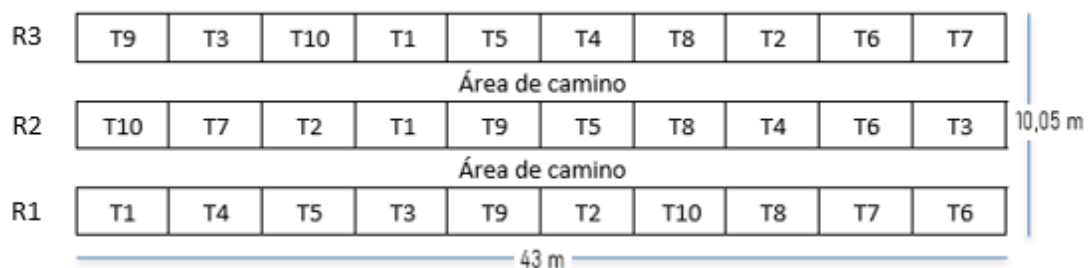 R3 T9 T3 T10 T1 T5 T4 T8 T2 T6 T7
Área de camino
R2 T10 T7 T2 T1 T9 T5 T8 T4 T6 T3 10,05 m
Área de camino
R1 T1 T4 T5 T3 T9 T2 T10 T8 T7 T6
43 m